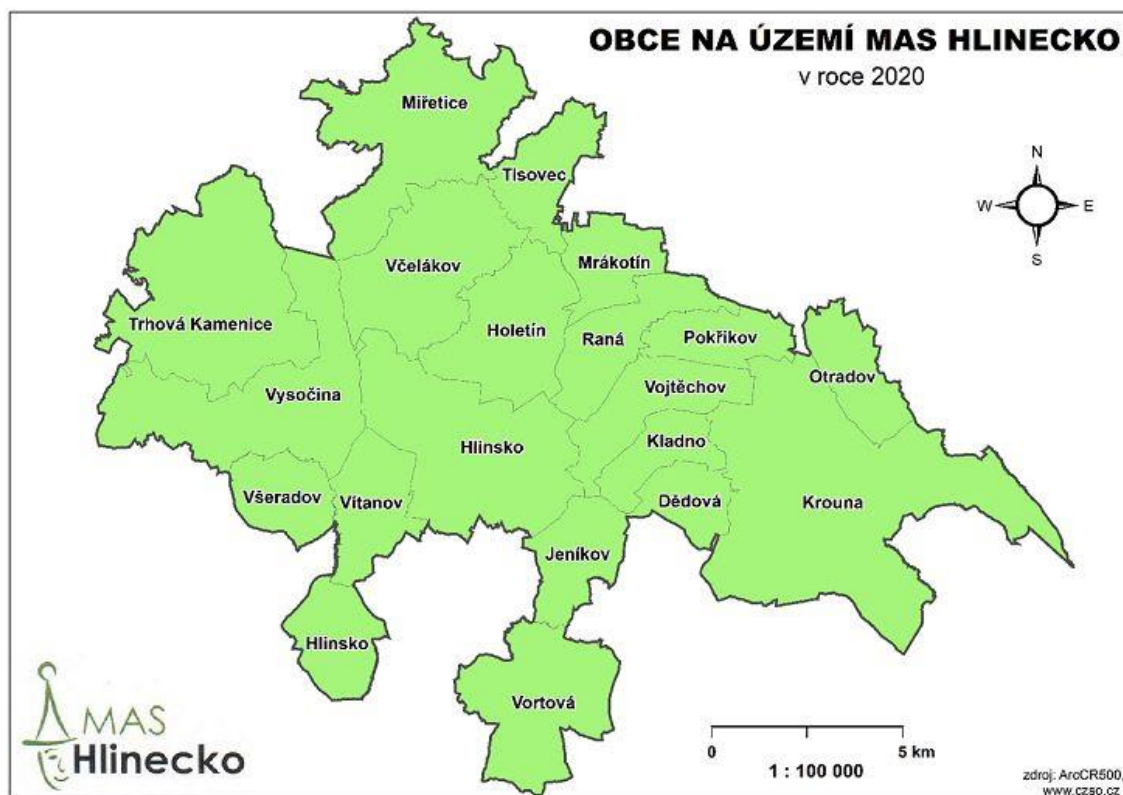 OBCE NA ÚZEMÍ MAS HLINECKO
v roce 2020
Miřetice
Tisovec
N
W
E
S
Včelákov
Mrákotín
Trhová Kamenice
Holetín
Raná
Pokřikov
Otradov
Vysočina
Vojtěchov
Hlinsko
Kladno
Všeradov
Vítanov
Dědová
Krouna
Jeníkov
Hlinsko
Vortová
MAS
Hlinecko
0
5 km
1 : 100 000
zdroj: ArcCR500,
www.czso.cz